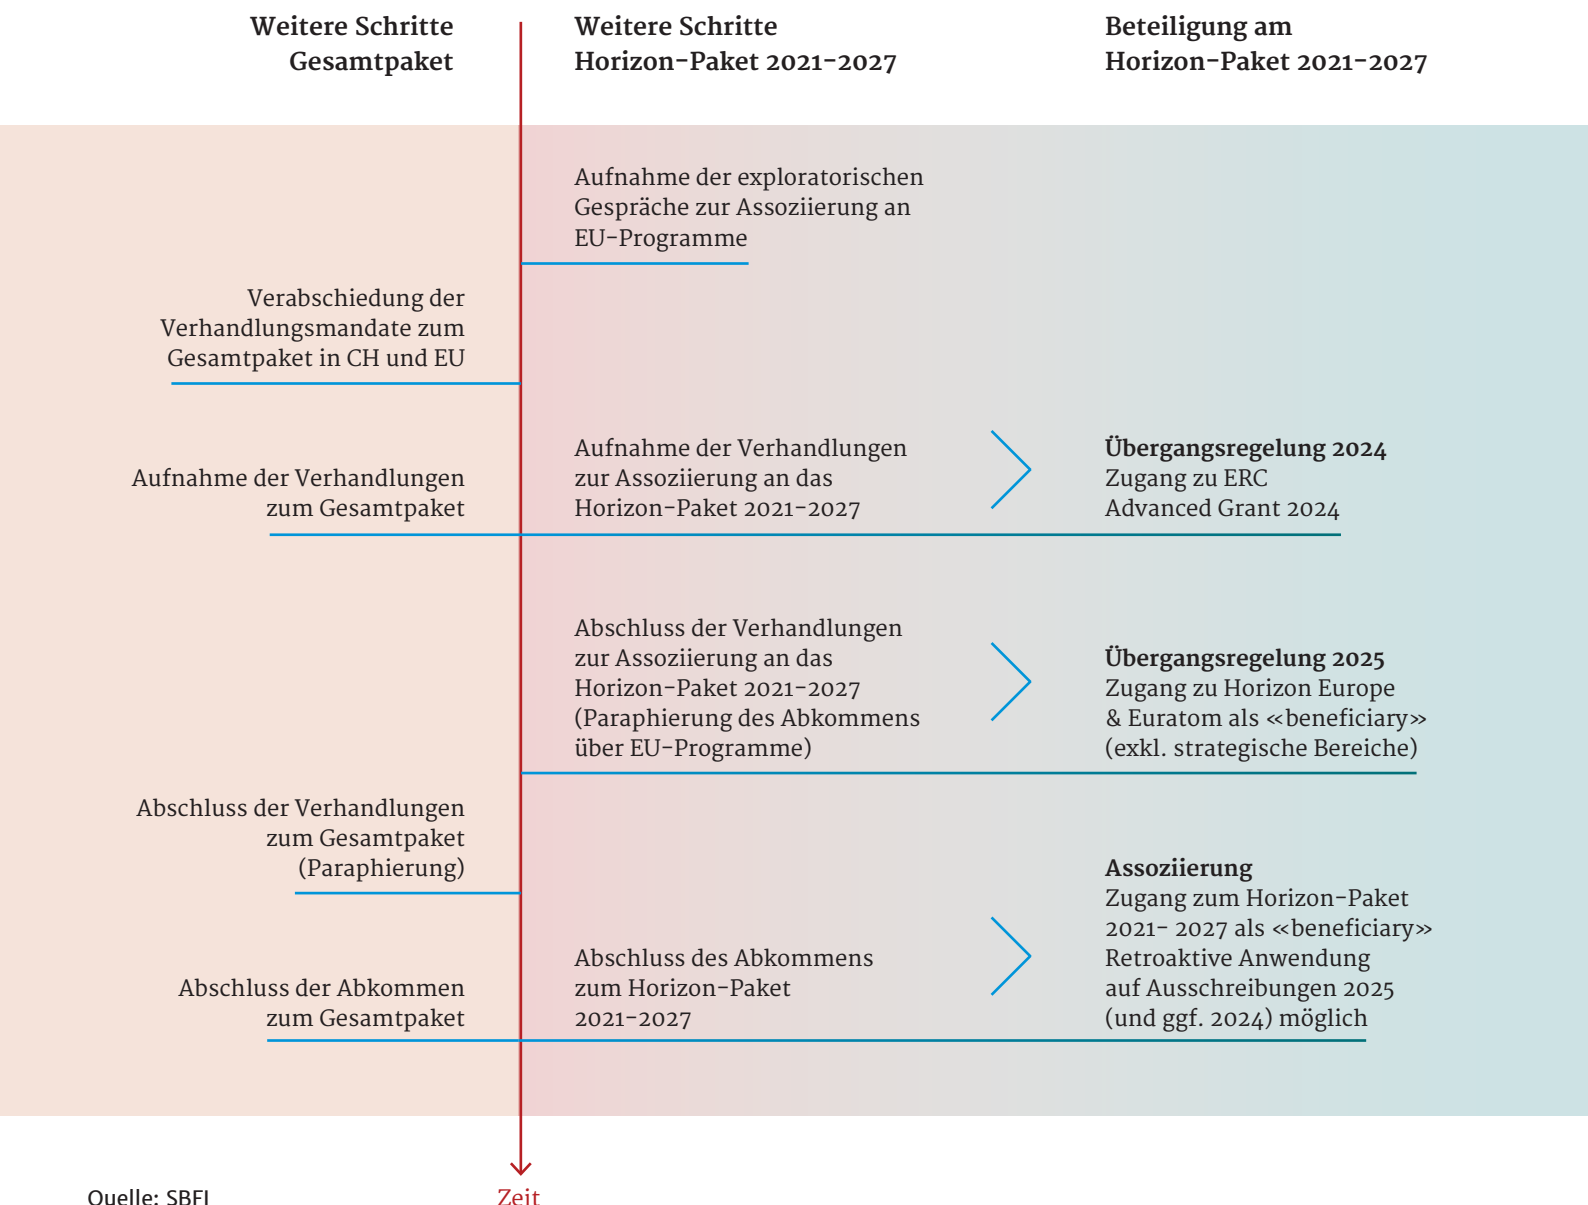 Weitere Schritte
Gesamtpaket
Weitere Schritte
Horizon-Paket 2021-2027
Beteiligung am
Horizon-Paket 2021-2027
Aufnahme der exploratorischen
Gespräche zur Assoziierung an
EU-Programme
Verabschiedung der
Verhandlungsmandate zum
Gesamtpaket in CH und EU
Aufnahme der Verhandlungen
zum Gesamtpaket
Aufnahme der Verhandlungen
zur Assoziierung an das
Horizon-Paket 2021-2027
Übergangsregelung 2024
Zugang zu ERC
Advanced Grant 2024
Abschluss der Verhandlungen
zur Assoziierung an das
Horizon-Paket 2021-2027
(Paraphierung des Abkommens
über EU-Programme)
Übergangsregelung 2025
Zugang zu Horizon Europe
& Euratom als «beneficiary»
(exkl. strategische Bereiche)
Abschluss der Verhandlungen
zum Gesamtpaket
(Paraphierung)
Abschluss der Abkommen
zum Gesamtpaket
Abschluss des Abkommens
zum Horizon-Paket
2021-2027
Assoziierung
Zugang zum Horizon-Paket
2021- 2027 als «beneficiary»
Retroaktive Anwendung
auf Ausschreibungen 2025
(und ggf. 2024) möglich
Quelle: SBFI
Zeit